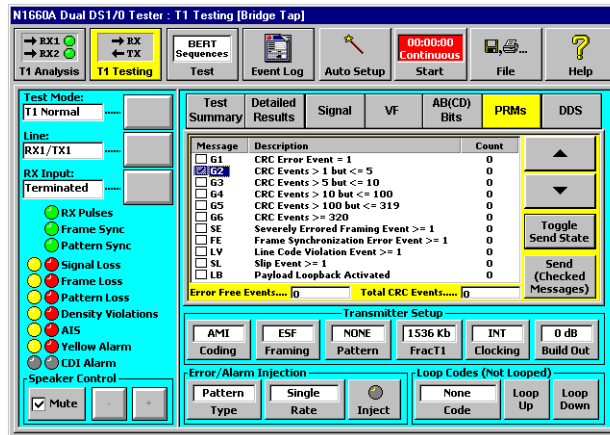 N1660A Dual DS1/0 Tester : T1 Testing [Bridge Tap]
→ RX1
→ RX2
T1 Analysis
→ RX
← TX
T1 Testing
BERT
Sequences
Test
Event Log
Auto Setup
00:00:00
Continuous
Start
File
Help
Test Mode:
T1 Normal
Line:
RX1/TX1
RX Input:
Terminated
RX Pulses
Frame Sync
Pattern Sync
Signal Loss
Frame Loss
Pattern Loss
Density Violations
AIS
Yellow Alarm
CDI Alarm
Speaker Control
Mute
-
+
Test Summary
Detailed Results
Signal
VF
AB(CD) Bits
PRMs
DDS
Message Description Count
G1 CRC Error Event = 1 0
G2 CRC Events > 1 but <= 5 0
G3 CRC Events > 5 but <= 10 0
G4 CRC Events > 10 but <= 100 0
G5 CRC Events > 100 but <= 319 0
G6 CRC Events >= 320 0
SE Severely Errored Framing Event >= 1 0
FE Frame Synchronization Error Event >= 1 0
LV Line Code Violation Event >= 1 0
SL Slip Event >= 1 0
LB Payload Loopback Activated 0
Error Free Events.... 0 Total CRC Events..... 0
Toggle
Send State
Send
(Checked
Messages)
Transmitter Setup
AMI
Coding
ESF
Framing
NONE
Pattern
1536 Kb
FracT1
INT
Clocking
0 dB
Build Out
Error/Alarm Injection
Pattern
Type
Single
Rate
Inject
Loop Codes (Not Looped)
None
Code
Loop
Up
Loop
Down